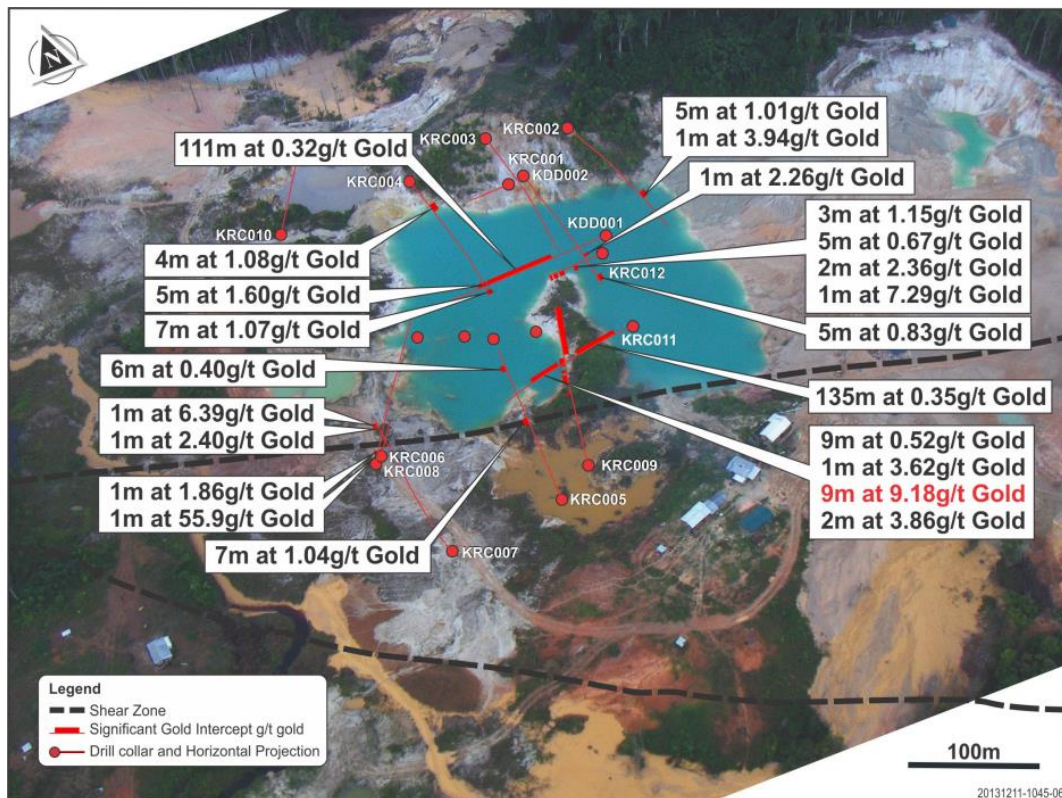 N
KRC002
KRC003
KRC001
KDD002
KRC004
KDD001
KRC010
KRC012
KRC011
KRC006
KRC008
KRC009
KRC005
KRC007
111m at 0.32g/t Gold
5m at 1.01g/t Gold
1m at 3.94g/t Gold
1m at 2.26g/t Gold
3m at 1.15g/t Gold
5m at 0.67g/t Gold
2m at 2.36g/t Gold
1m at 7.29g/t Gold
4m at 1.08g/t Gold
5m at 1.60g/t Gold
7m at 1.07g/t Gold
5m at 0.83g/t Gold
6m at 0.40g/t Gold
135m at 0.35g/t Gold
1m at 6.39g/t Gold
1m at 2.40g/t Gold
9m at 0.52g/t Gold
1m at 3.62g/t Gold
9m at 9.18g/t Gold
2m at 3.86g/t Gold
1m at 1.86g/t Gold
1m at 55.9g/t Gold
7m at 1.04g/t Gold
Legend
Shear Zone
Significant Gold Intercept g/t gold
Drill collar and Horizontal Projection
100m